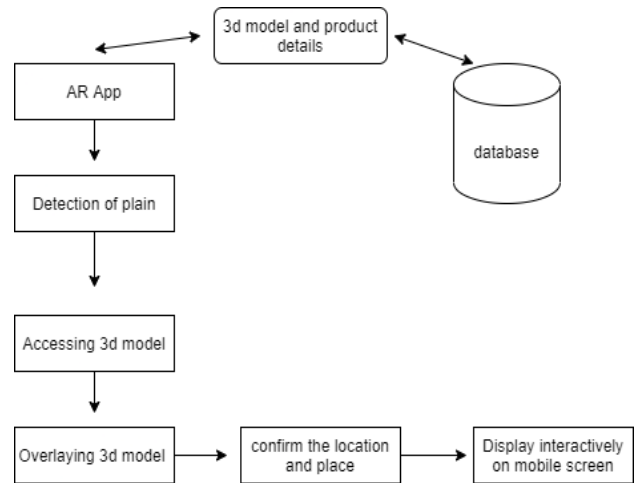 3d model and product
details
AR App
database
Detection of plain
Accessing 3d model
Overlaying 3d model
confirm the location
and place
Display interactively
on mobile screen